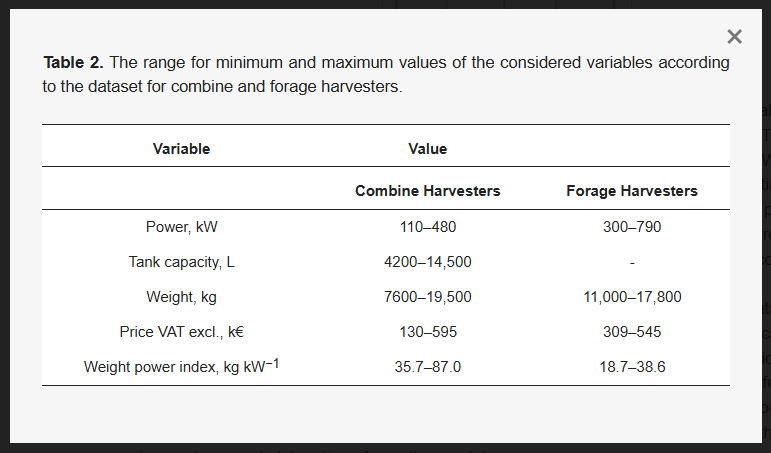 Table 2. The range for minimum and maximum values of the considered variables according
to the dataset for combine and forage harvesters.
Variable Value
Combine Harvesters Forage Harvesters
Power, kW 110–480 300–790
Tank capacity, L 4200–14,500 -
Weight, kg 7600–19,500 11,000–17,800
Price VAT excl., k€ 130–595 309–545
Weight power index, kg kW−1 35.7–87.0 18.7–38.6